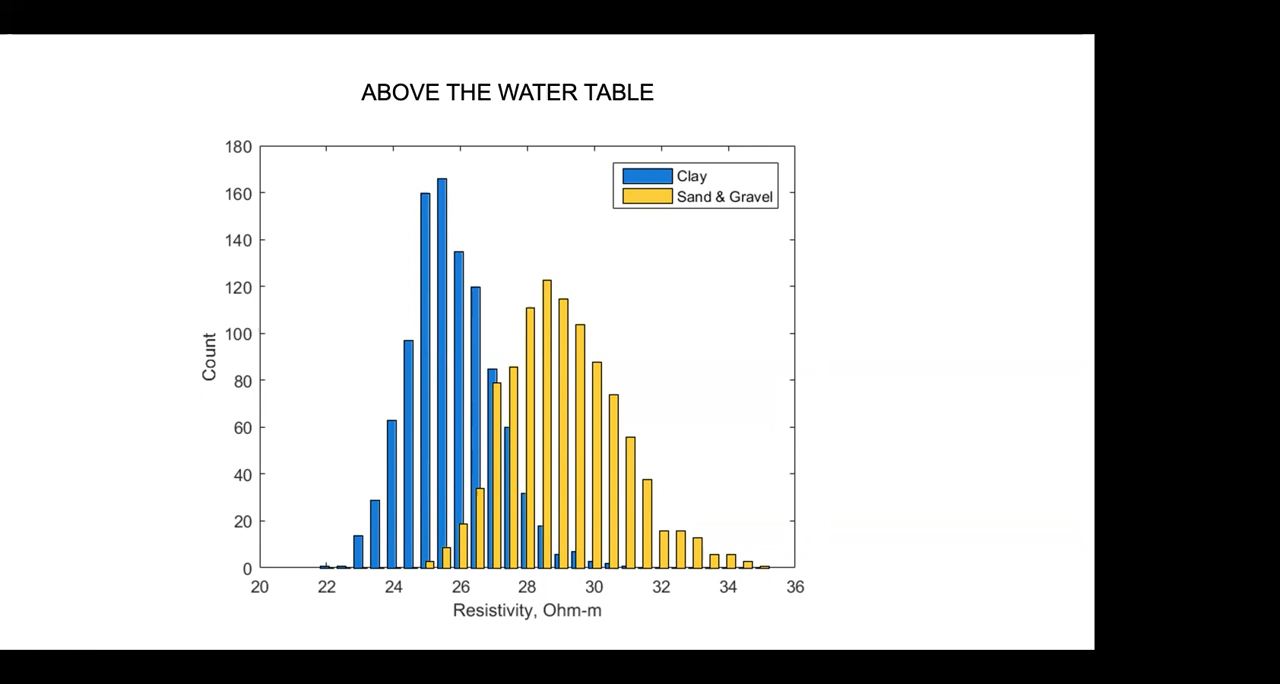 ABOVE THE WATER TABLE
180
160
140
120
100
80
60
40
20
0
Count
Clay
Sand & Gravel
20 22 24 26 28 30 32 34 36
Resistivity, Ohm-m